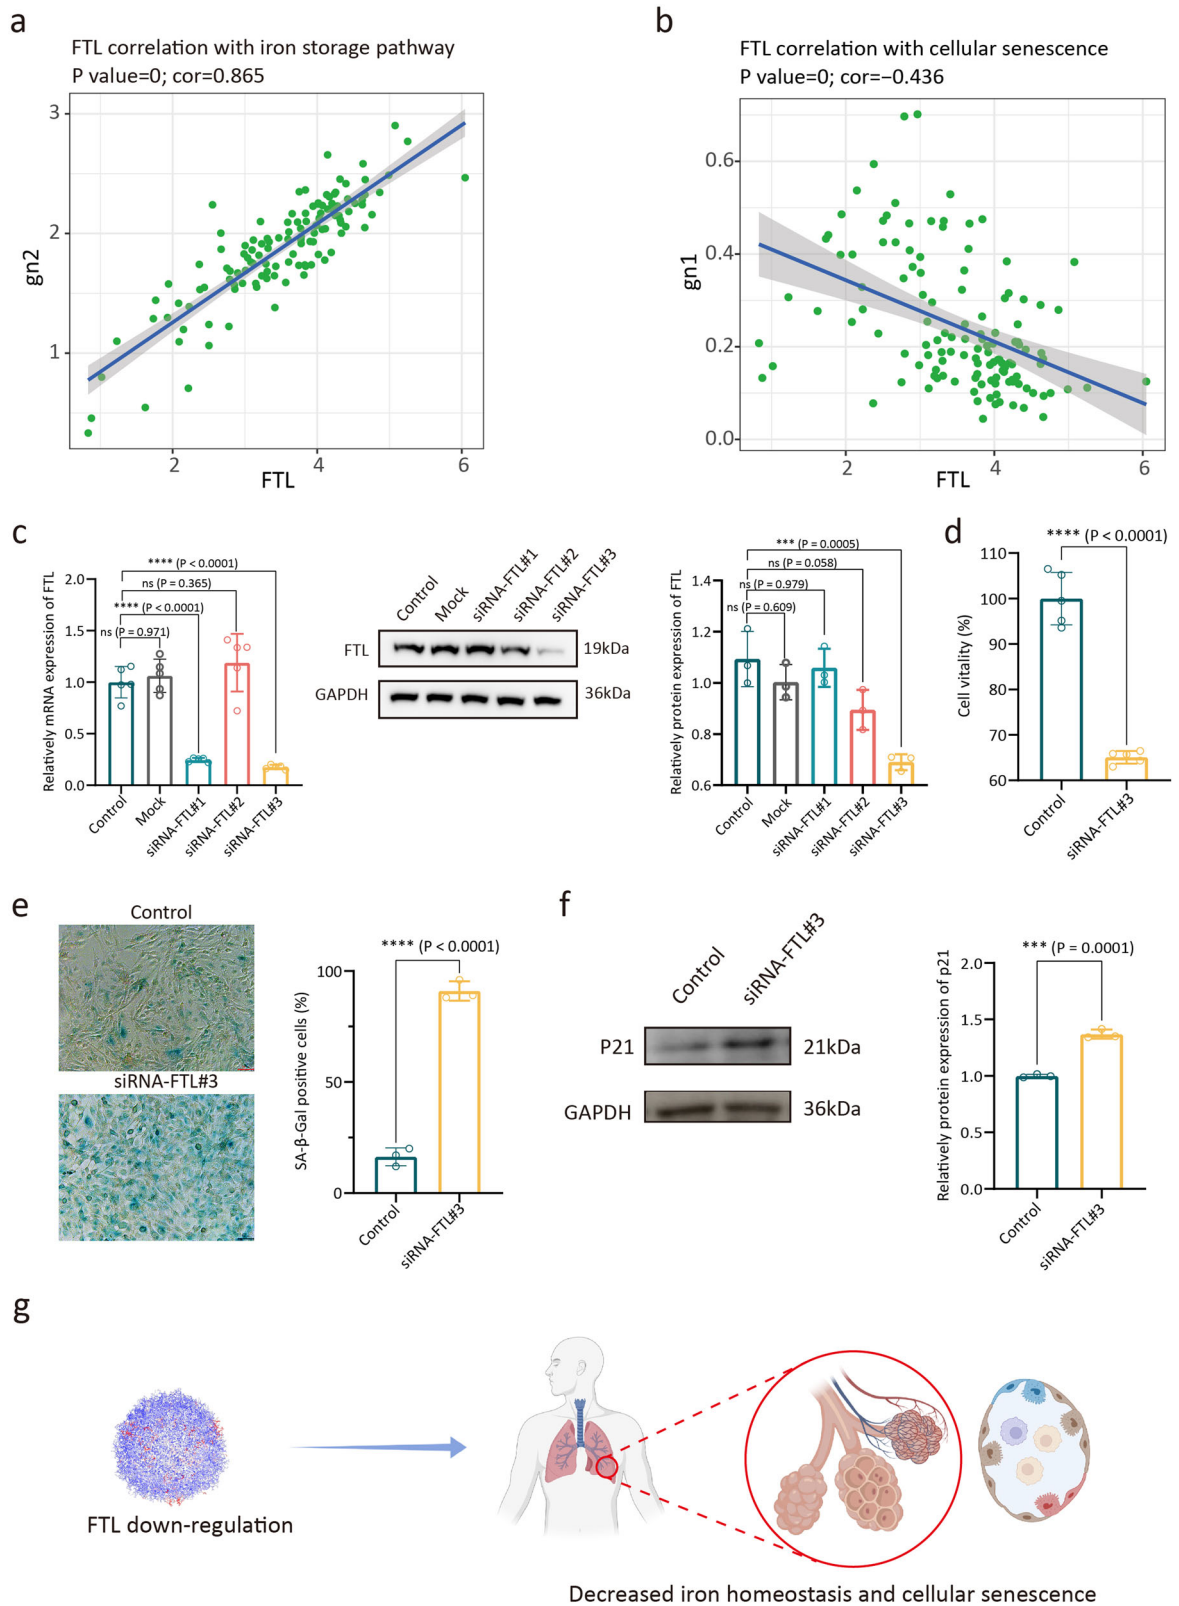 a
FTL correlation with iron storage pathway
P value=0; cor=0.865
3
2
1
gn2
2
4
6
FTL
b
FTL correlation with cellular senescence
P value=0; cor=−0.436
0.6
0.4
0.2
0.0
gn1
2
4
6
FTL
c
Relatively mRNA expression of FTL
2.0
1.5
1.0
0.5
0.0
**** (P < 0.0001)
ns (P = 0.365)
**** (P < 0.0001)
ns (P = 0.971)
Control
Mock
siRNA-FTL#1
siRNA-FTL#2
siRNA-FTL#3
Control
Mock
siRNA-FTL#1
siRNA-FTL#2
siRNA-FTL#3
FTL
19kDa
GAPDH
36kDa
Relatively protein expression of FTL
1.4
1.2
1.0
0.8
0.6
*** (P = 0.0005)
ns (P = 0.058)
ns (P = 0.979)
ns (P = 0.609)
Control
Mock
siRNA-FTL#1
siRNA-FTL#2
siRNA-FTL#3
d
**** (P < 0.0001)
Cell vitality (%)
110
100
90
80
70
60
Control
siRNA-FTL#3
e
Control
siRNA-FTL#3
**** (P < 0.0001)
SA-β-Gal positive cells (%)
100
50
0
Control
siRNA-FTL#3
f
Control
siRNA-FTL#3
P21
21kDa
GAPDH
36kDa
*** (P = 0.0001)
Relatively protein expression of p21
2.0
1.5
1.0
0.5
0.0
Control
siRNA-FTL#3
g
FTL down-regulation
Decreased iron homeostasis and cellular senescence